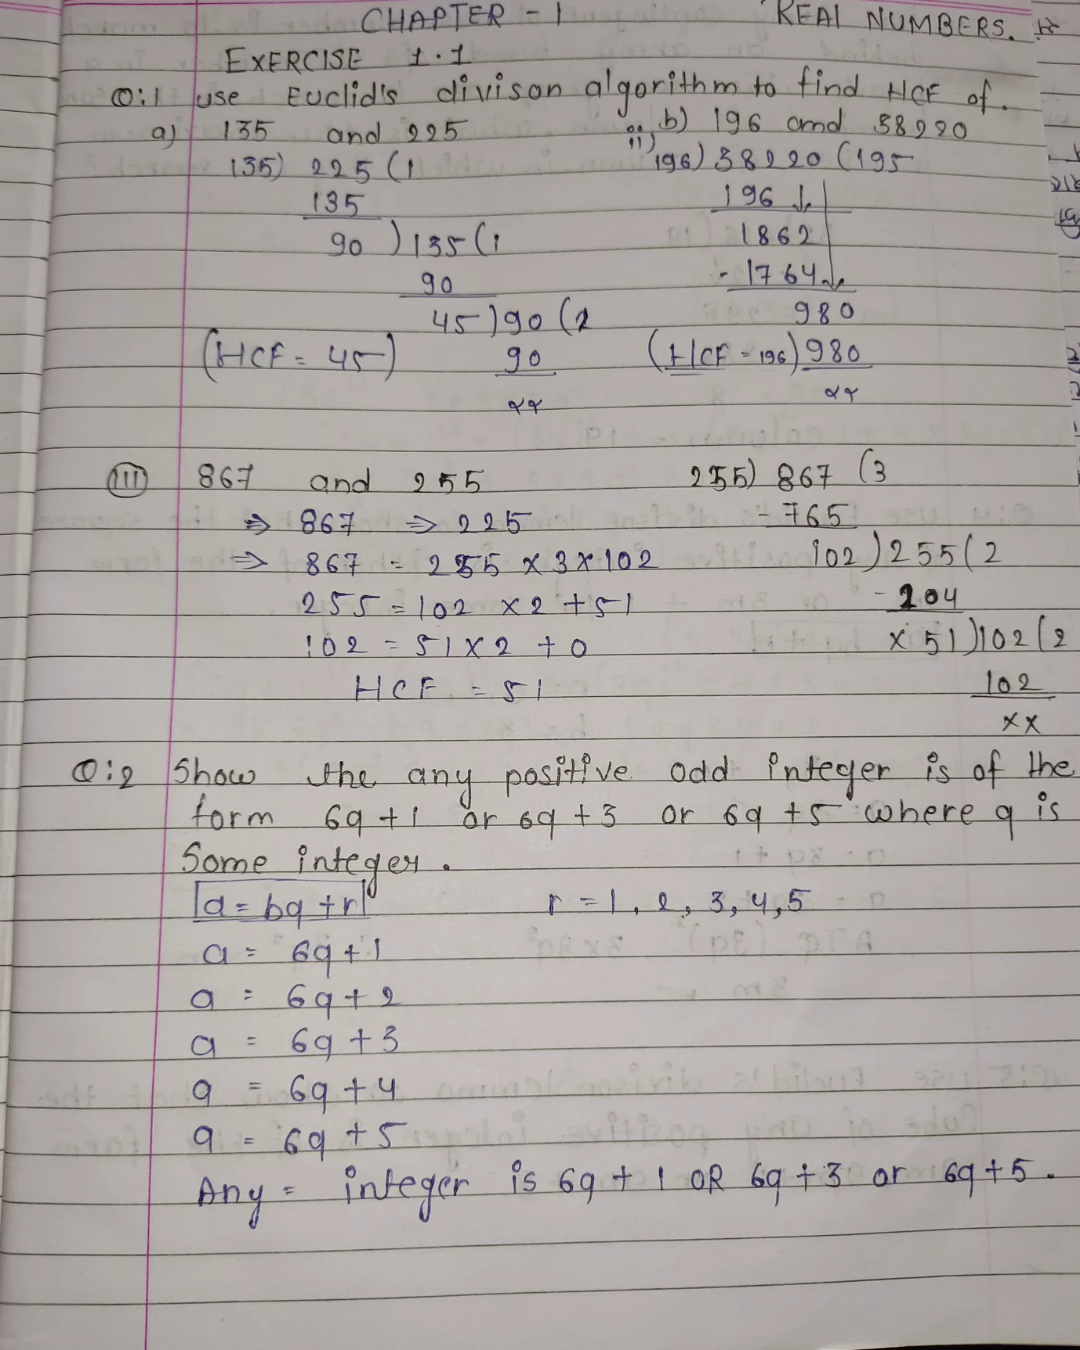 CHAPTER - 1 REAL NUMBERS.
EXERCISE 1.1
Q:1 use Euclid's divison algorithm to find HCF of.
a) 135 and 225
135) 225 (1
135
90 ) 135 (1
90
45 ) 90 (2
(HCF = 45) 90
xx
ii) b) 196 and 38220
196) 38220 (195
196
1862
- 1764
980
(HCF - 196) 980
xx
(III) 867 and 255
⇒ 867 ⇒ 225
⇒ 867 = 255 x 3 x 102
255 = 102 x 2 + 51
102 = 51 x 2 + 0
HCF = 51
255) 867 (3
- 765
102 ) 255 (2
- 204
x 51 ) 102 (2
102
xx
Q:2 Show the any positive odd integer is of the
form 6q + 1 or 6q + 3 or 6q + 5 where q is
Some integer.
a = bq + r r = 1, 2, 3, 4, 5
a = 6q + 1
a = 6q + 2
a = 6q + 3
a = 6q + 4
a = 6q + 5
Any = integer is 6q + 1 OR 6q + 3 or 6q + 5.